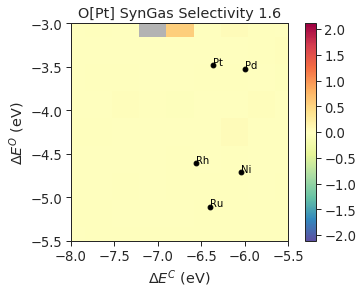 O[Pt] SynGas Selectivity 1.6
−3.0
−3.5
−4.0
−4.5
−5.0
−5.5
ΔE^O (eV)
Pt
Pd
Rh
Ni
Ru
−8.0 −7.5 −7.0 −6.5 −6.0 −5.5
ΔE^C (eV)
2.0
1.5
1.0
0.5
0.0
−0.5
−1.0
−1.5
−2.0